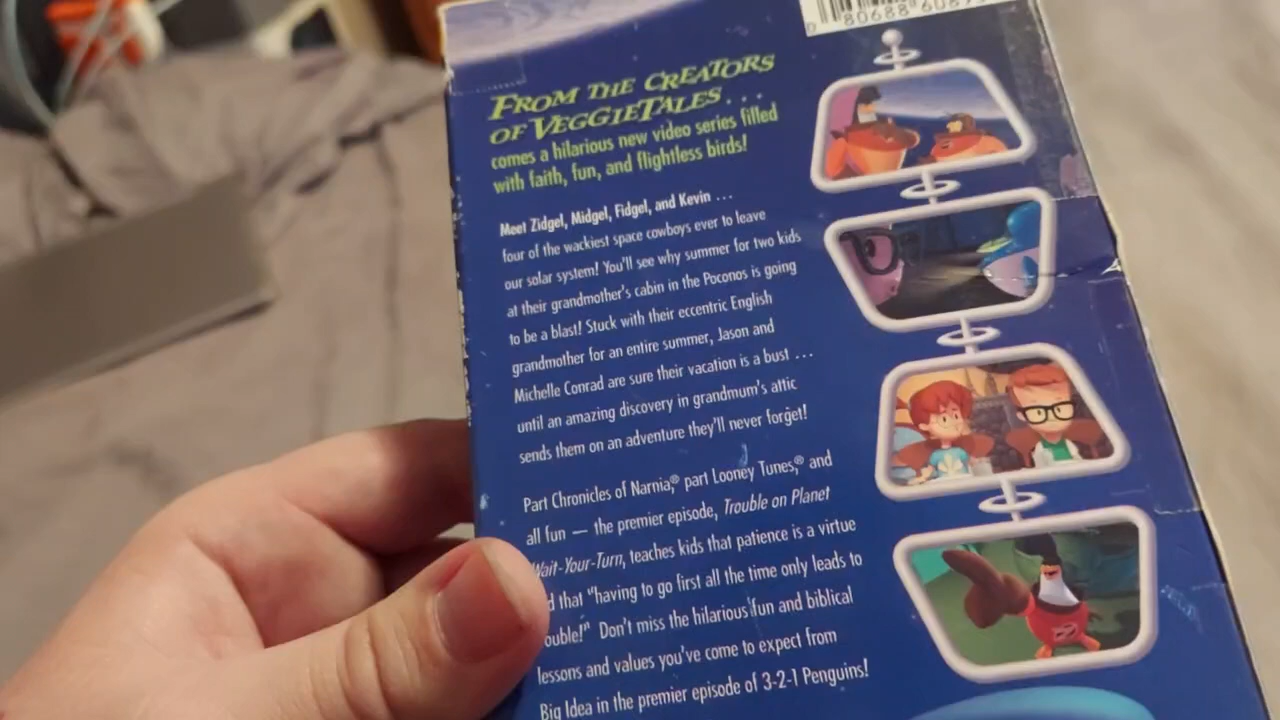 0 80688 6089
FROM THE CREATORS
OF VEGGIETALES...
comes a hilarious new video series filled
with faith, fun, and flightless birds!
Meet Zidgel, Midgel, Fidgel, and Kevin ...
four of the wackiest space cowboys ever to leave
our solar system! You'll see why summer for two kids
at their grandmother's cabin in the Poconos is going
to be a blast! Stuck with their eccentric English
grandmother for an entire summer, Jason and
Michelle Conrad are sure their vacation is a bust ...
until an amazing discovery in grandmum's attic
sends them on an adventure they'll never forget!
Part Chronicles of Narnia,® part Looney Tunes,® and
all fun — the premier episode, Trouble on Planet
Wait-Your-Turn, teaches kids that patience is a virtue
d that "having to go first all the time only leads to
ouble!" Don't miss the hilarious fun and biblical
lessons and values you've come to expect from
Big Idea in the premier episode of 3-2-1 Penguins!